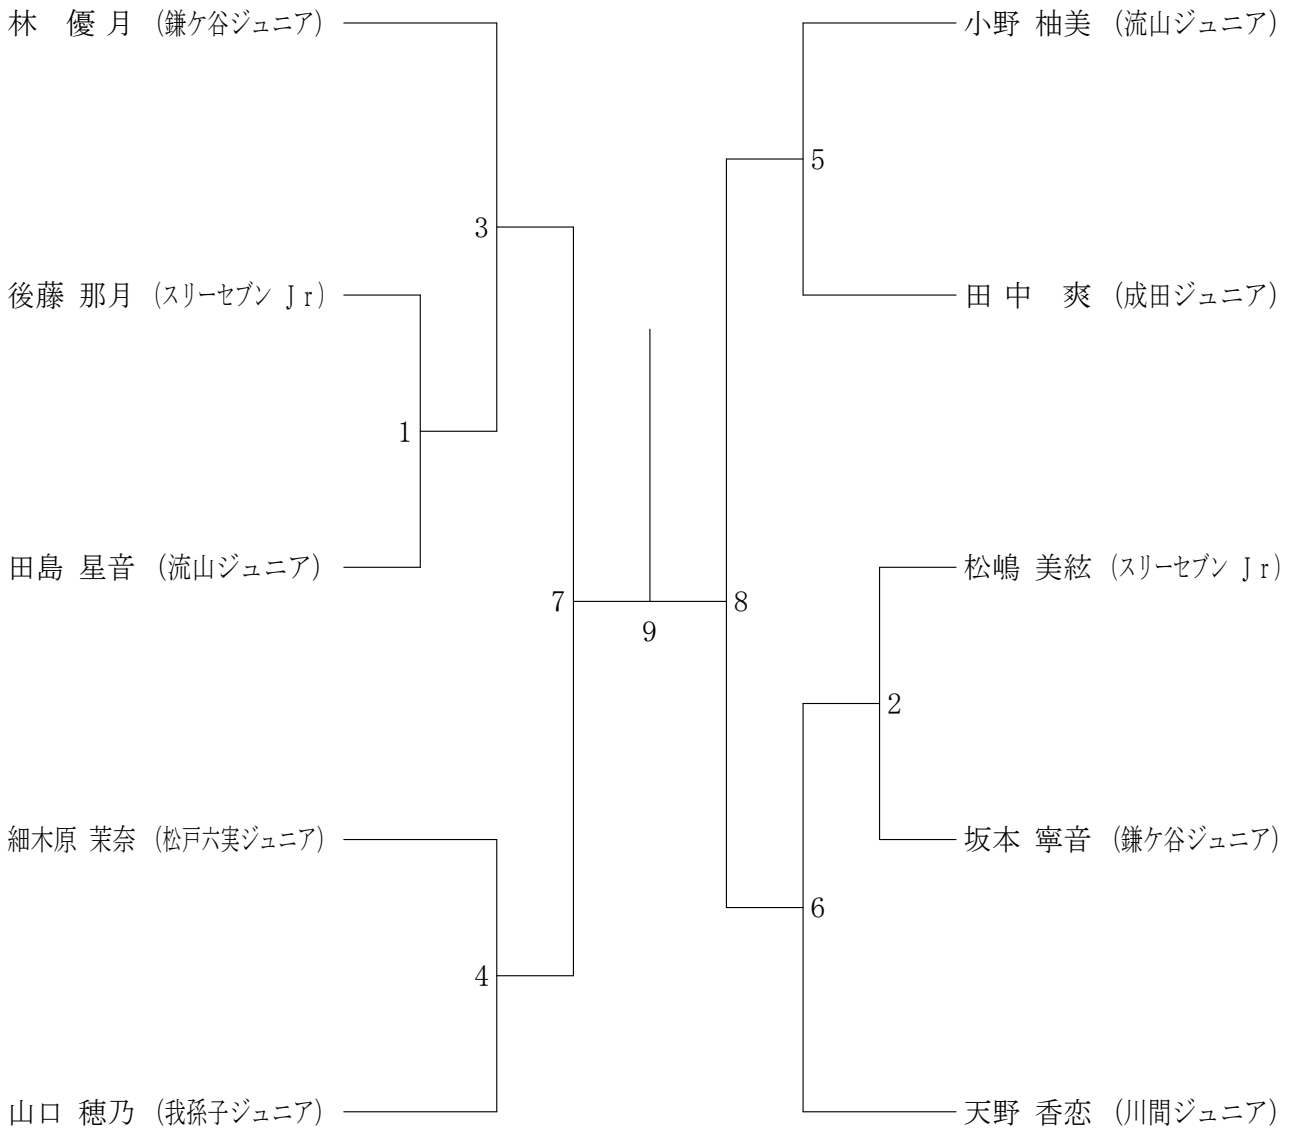 林　優 月 (鎌ケ谷ジュニア)
3
後藤 那月 (スリーセブン Ｊｒ)
1
田島 星音 (流山ジュニア)
7
9
細木原 茉奈 (松戸六実ジュニア)
4
山口 穂乃 (我孫子ジュニア)
小野 柚美 (流山ジュニア)
5
田 中　爽 (成田ジュニア)
8
松嶋 美絃 (スリーセブン Ｊｒ)
2
坂本 寧音 (鎌ケ谷ジュニア)
6
天野 香恋 (川間ジュニア)